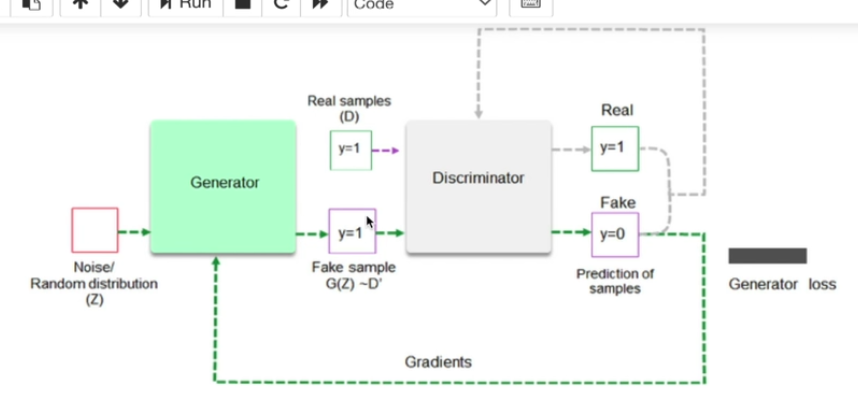 Run
Code
Real samples
(D)
y=1
Real
y=1
Generator
Discriminator
Fake
y=1
y=0
Noise/
Random distribution
(Z)
Fake sample
G(Z) ~D'
Prediction of
samples
Generator loss
Gradients